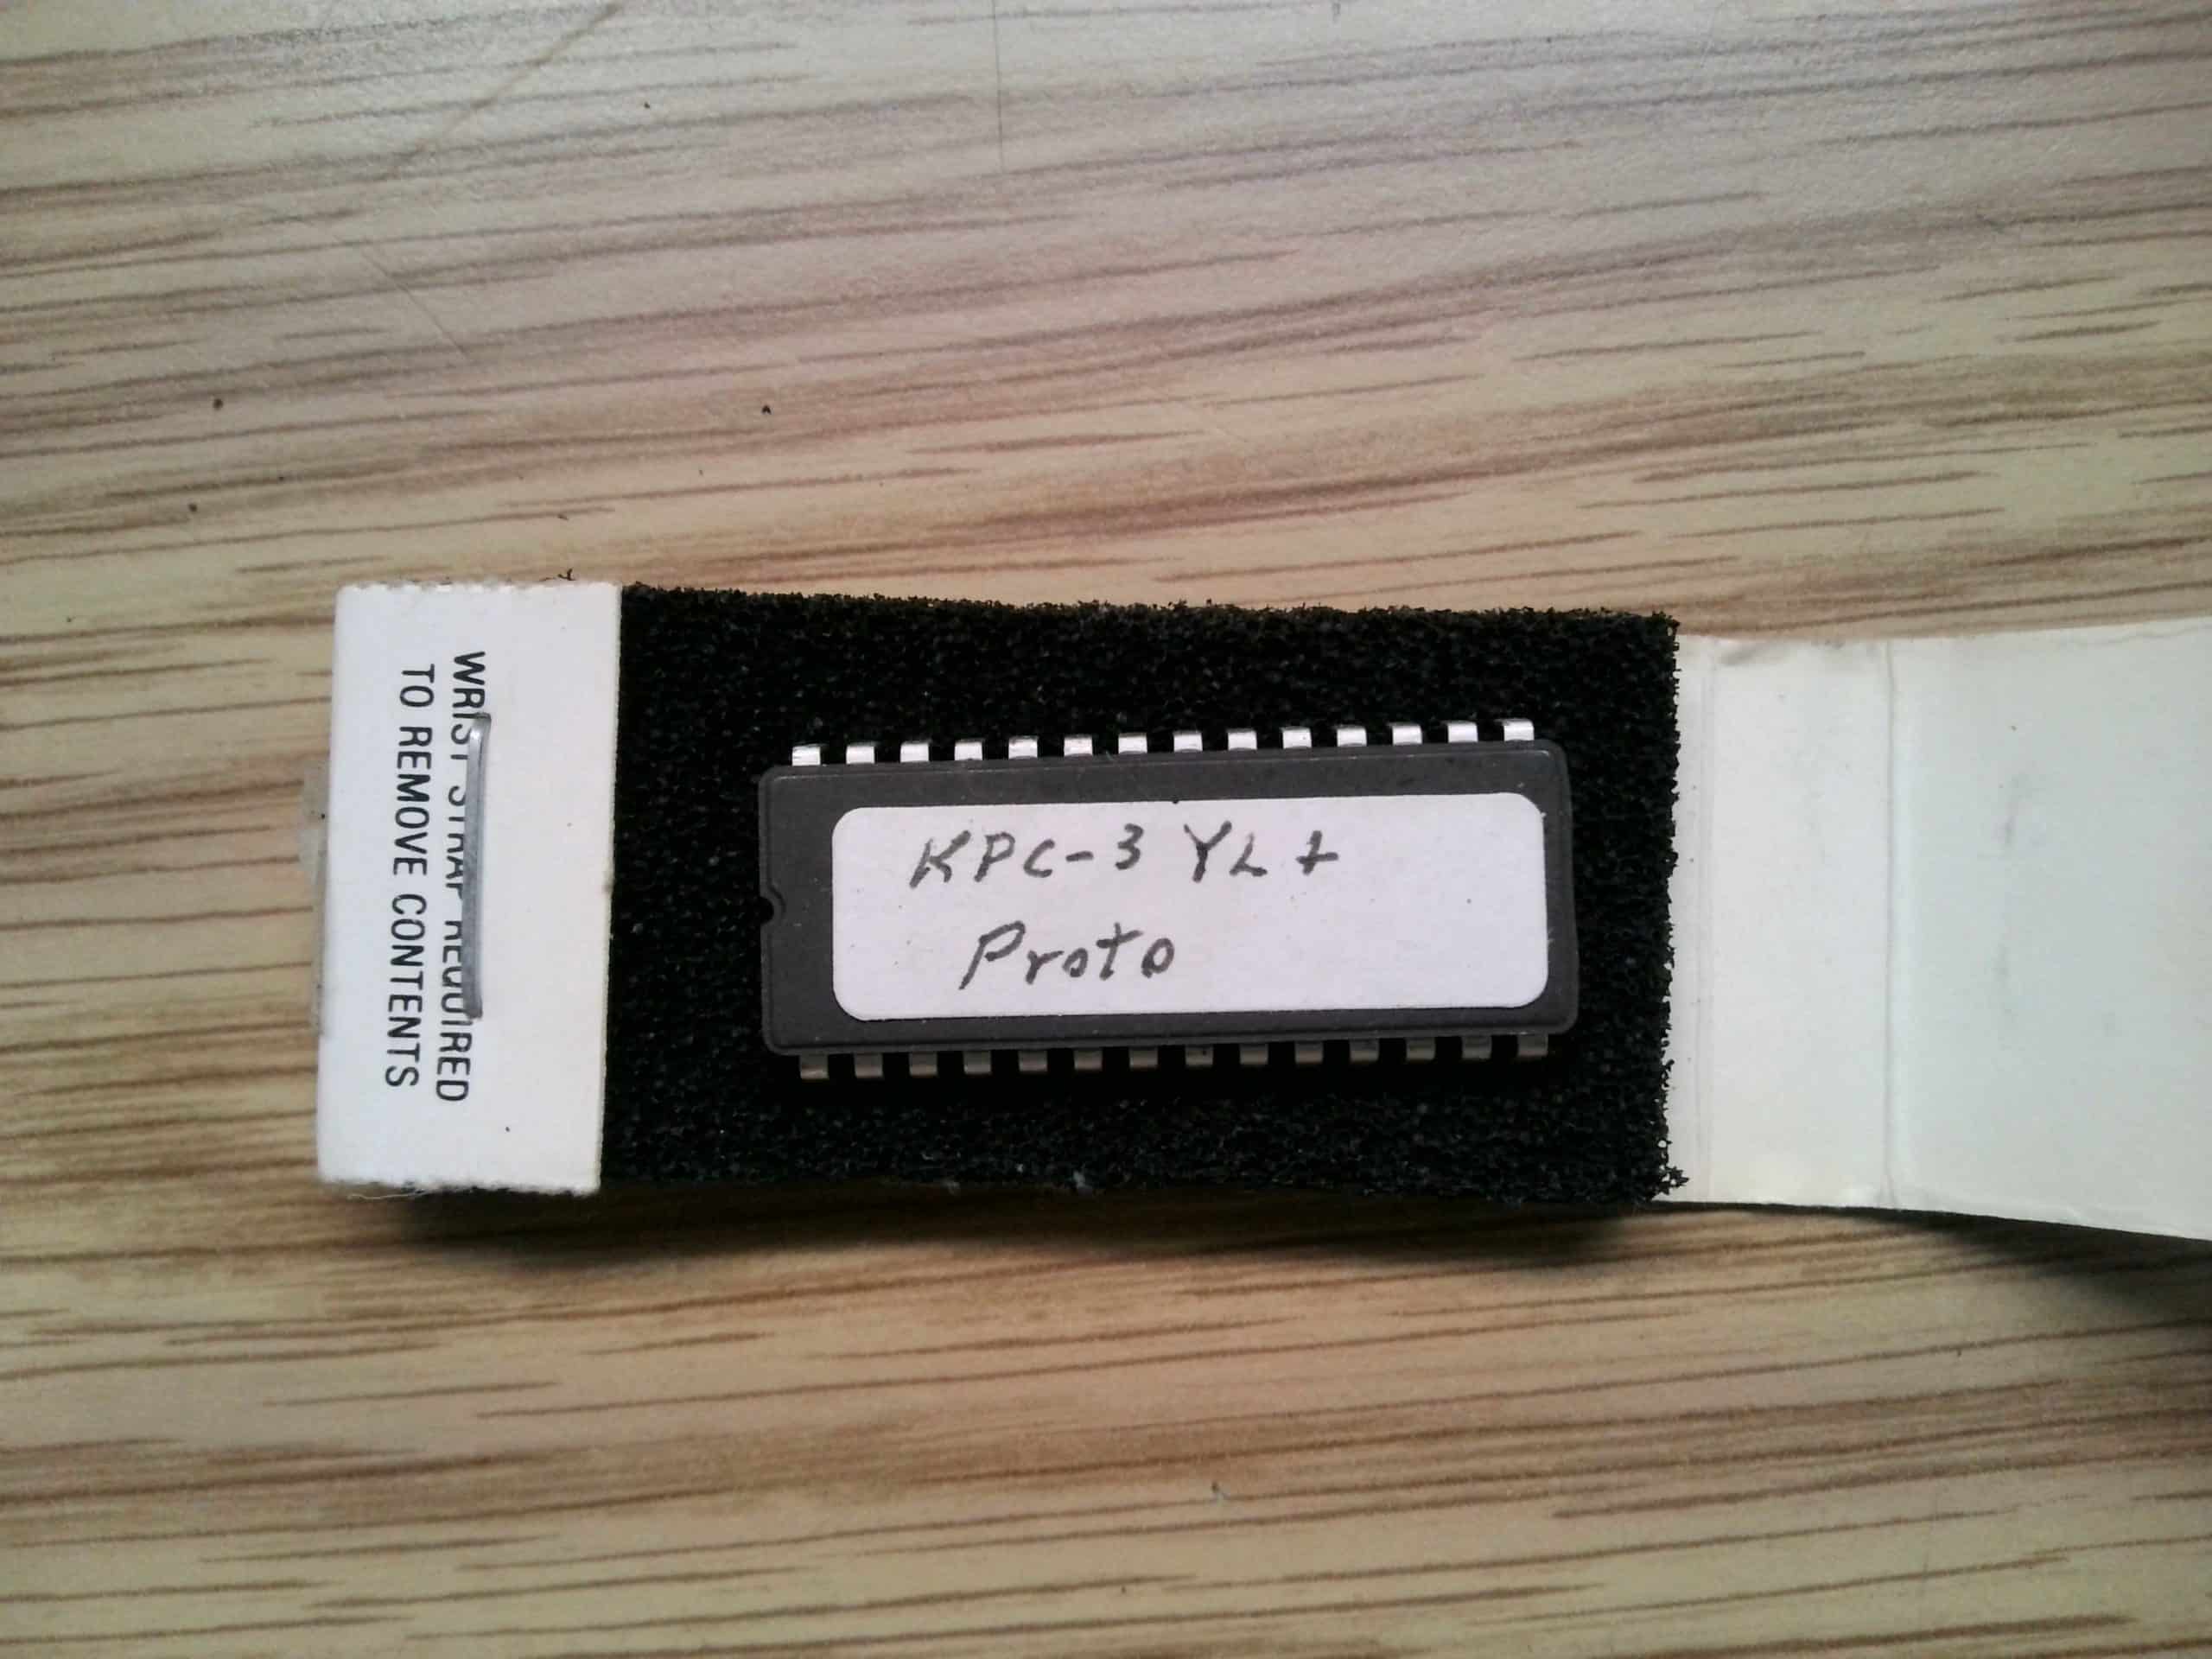 WRIST STRAP REQUIRED
TO REMOVE CONTENTS
KPC-3 YL+
Proto